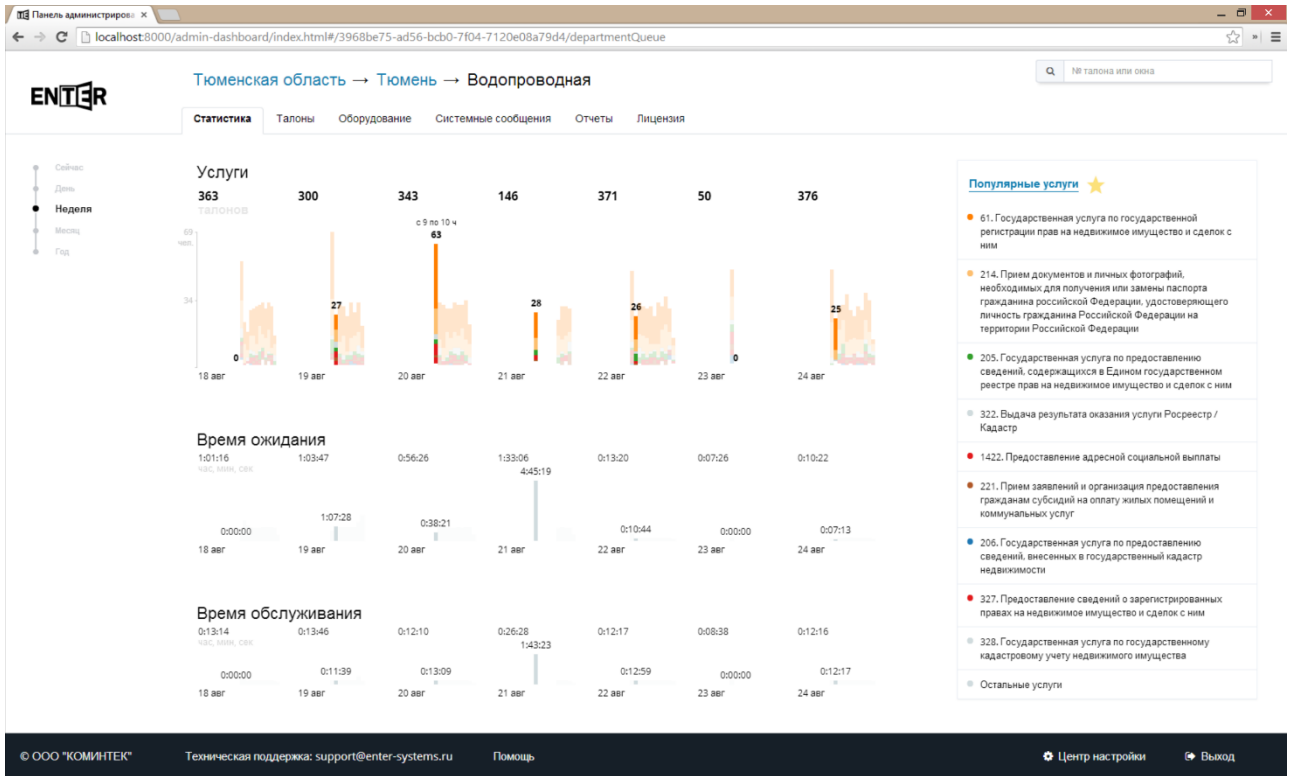 Панель администриров
localhost:8000/admin-dashboard/index.html#/3968be75-ad56-bcb0-7f04-7120e08a79d4/departmentQueue
ENTER
Тюменская область → Тюмень → Водопроводная
№ талона или окна
Статистика Талоны Оборудование Системные сообщения Отчеты Лицензия
Сейчас
День
Неделя
Месяц
Год
Услуги
363 300 343 146 371 50 376
талонов
с 9 по 10 ч
69
чел.
63
34
27
28
26
25
0
0
18 авг 19 авг 20 авг 21 авг 22 авг 23 авг 24 авг
Время ожидания
1:01:16 1:03:47 0:56:26 1:33:06 0:13:20 0:07:26 0:10:22
час, мин, сек
4:45:19
0:00:00 1:07:28 0:38:21 0:10:44 0:00:00 0:07:13
18 авг 19 авг 20 авг 21 авг 22 авг 23 авг 24 авг
Время обслуживания
0:13:14 0:13:46 0:12:10 0:26:28 0:12:17 0:08:38 0:12:16
час, мин, сек
1:43:23
0:00:00 0:11:39 0:13:09 0:12:59 0:00:00 0:12:17
18 авг 19 авг 20 авг 21 авг 22 авг 23 авг 24 авг
Популярные услуги
61. Государственная услуга по государственной
регистрации прав на недвижимое имущество и сделок с
ним
214. Прием документов и личных фотографий,
необходимых для получения или замены паспорта
гражданина российской Федерации, удостоверяющего
личность гражданина Российской Федерации на
территории Российской Федерации
205. Государственная услуга по предоставлению
сведений, содержащихся в Едином государственном
реестре прав на недвижимое имущество и сделок с ним
322. Выдача результата оказания услуги Росреестр /
Кадастр
1422. Предоставление адресной социальной выплаты
221. Прием заявлений и организация предоставления
гражданам субсидий на оплату жилых помещений и
коммунальных услуг
206. Государственная услуга по предоставлению
сведений, внесенных в государственный кадастр
недвижимости
327. Предоставление сведений о зарегистрированных
правах на недвижимое имущество и сделок с ним
328. Государственная услуга по государственному
кадастровому учету недвижимого имущества
Остальные услуги
© ООО "КОМИНТЕК" Техническая поддержка: support@enter-systems.ru Помощь Центр настройки Выход